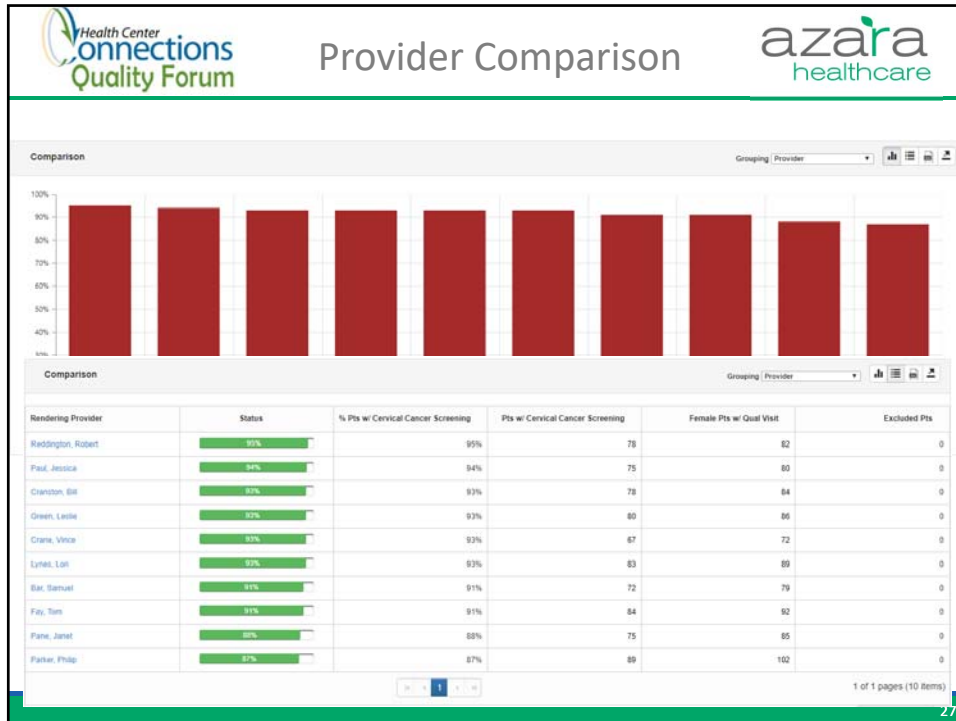 Health Center
Connections
Quality Forum
Provider Comparison
azara
healthcare
Comparison
Grouping Provider
100%
90%
80%
70%
60%
50%
40%
30%
Comparison
Grouping Provider
Rendering Provider Status % Pts w/ Cervical Cancer Screening Pts w/ Cervical Cancer Screening Female Pts w/ Qual Visit Excluded Pts
Reddington, Robert 95% 95% 78 82 0
Paul, Jessica 94% 94% 75 80 0
Cranston, Bill 93% 93% 78 84 0
Green, Leslie 93% 93% 80 86 0
Crane, Vince 93% 93% 67 72 0
Lynes, Lori 93% 93% 83 89 0
Bar, Samuel 91% 91% 72 79 0
Fay, Tom 91% 91% 84 92 0
Pane, Janet 88% 88% 75 85 0
Parker, Philip 87% 87% 89 102 0
1
1 of 1 pages (10 items)
27